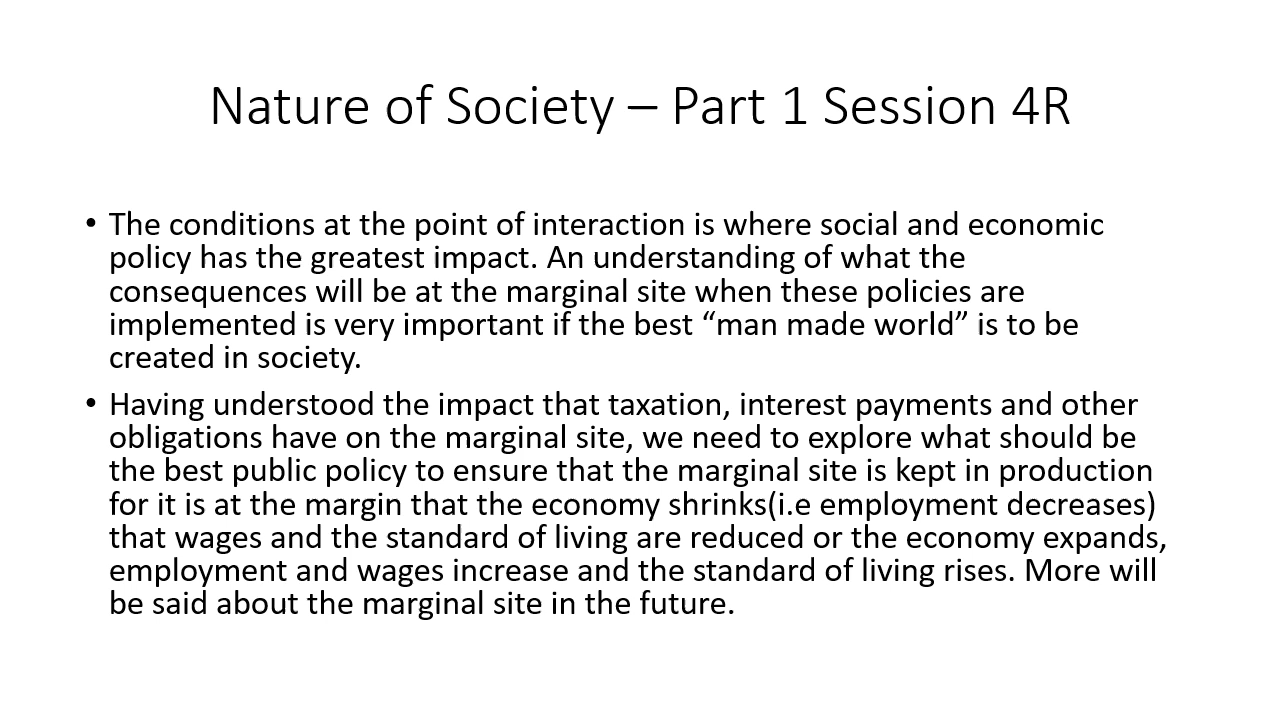 Nature of Society – Part 1 Session 4R
• The conditions at the point of interaction is where social and economic
policy has the greatest impact. An understanding of what the
consequences will be at the marginal site when these policies are
implemented is very important if the best “man made world” is to be
created in society.
• Having understood the impact that taxation, interest payments and other
obligations have on the marginal site, we need to explore what should be
the best public policy to ensure that the marginal site is kept in production
for it is at the margin that the economy shrinks(i.e employment decreases)
that wages and the standard of living are reduced or the economy expands,
employment and wages increase and the standard of living rises. More will
be said about the marginal site in the future.